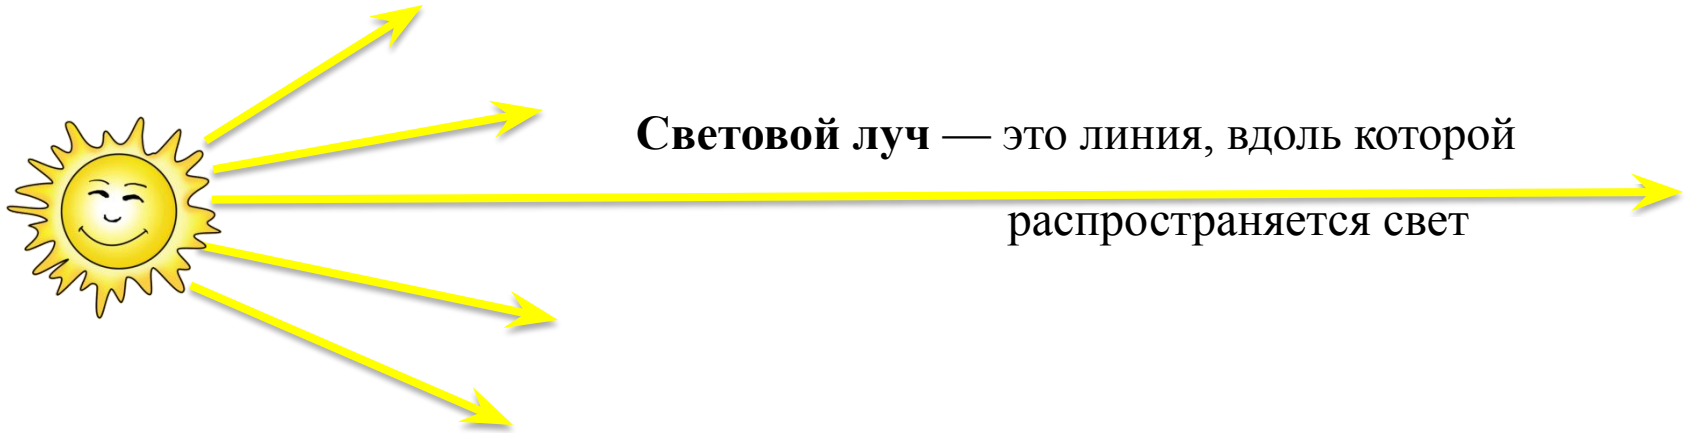 Световой луч — это линия, вдоль которой
распространяется свет